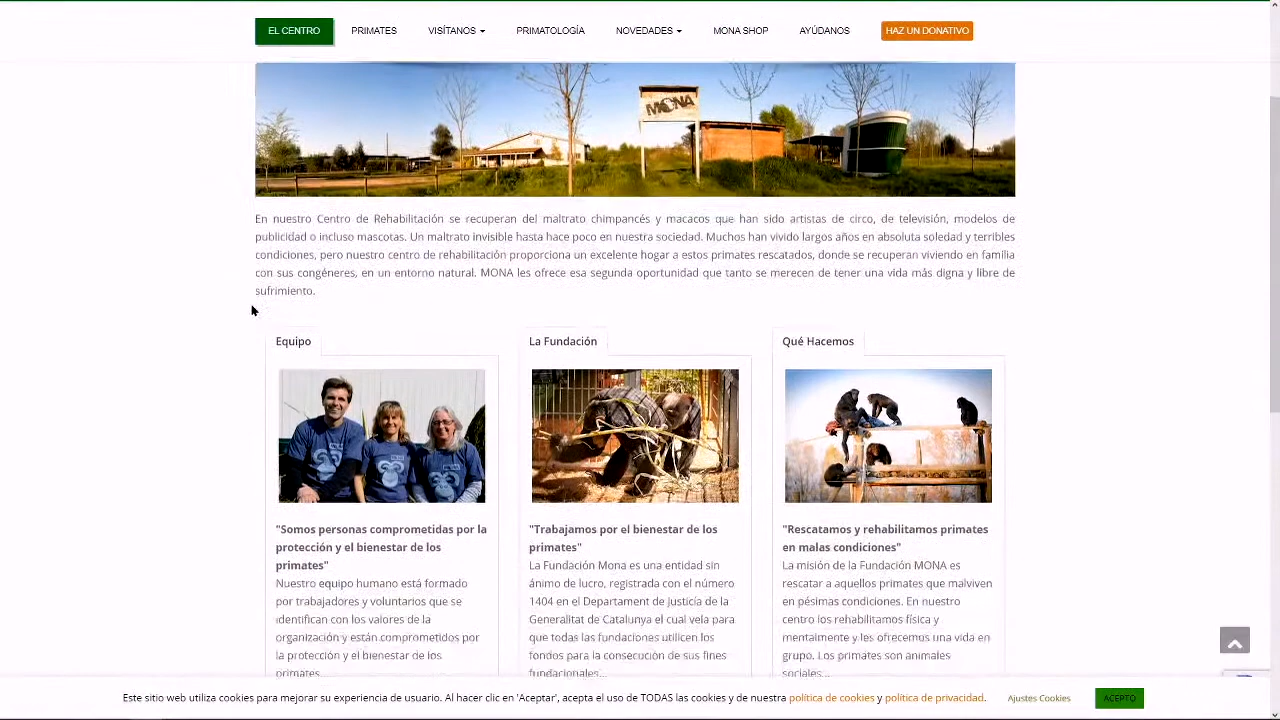 EL CENTRO PRIMATES VISÍTANOS PRIMATOLOGÍA NOVEDADES MONA SHOP AYÚDANOS HAZ UN DONATIVO
MONA
En nuestro Centro de Rehabilitación se recuperan del maltrato chimpancés y macacos que han sido artistas de circo, de televisión, modelos de
publicidad o incluso mascotas. Un maltrato invisible hasta hace poco en nuestra sociedad. Muchos han vivido largos años en absoluta soledad y terribles
condiciones, pero nuestro centro de rehabilitación proporciona un excelente hogar a estos primates rescatados, donde se recuperan viviendo en família
con sus congéneres, en un entorno natural. MONA les ofrece esa segunda oportunidad que tanto se merecen de tener una vida más digna y libre de
sufrimiento.
Equipo
"Somos personas comprometidas por la
protección y el bienestar de los
primates"
Nuestro equipo humano está formado
por trabajadores y voluntarios que se
identifican con los valores de la
organización y están comprometidos por
la protección y el bienestar de los
primates...
La Fundación
"Trabajamos por el bienestar de los
primates"
La Fundación Mona es una entidad sin
ánimo de lucro, registrada con el número
1404 en el Departament de Justícia de la
Generalitat de Catalunya el cual vela para
que todas las fundaciones utilicen los
fondos para la consecución de sus fines
fundacionales...
Qué Hacemos
"Rescatamos y rehabilitamos primates
en malas condiciones"
La misión de la Fundación MONA es
rescatar a aquellos primates que malviven
en pésimas condiciones. En nuestro
centro los rehabilitamos física y
mentalmente y les ofrecemos una vida en
grupo. Los primates son animales
sociales...
Este sitio web utiliza cookies para mejorar su experiencia de usuario. Al hacer clic en 'Aceptar', acepta el uso de TODAS las cookies y de nuestra política de cookies y política de privacidad. Ajustes Cookies ACEPTO